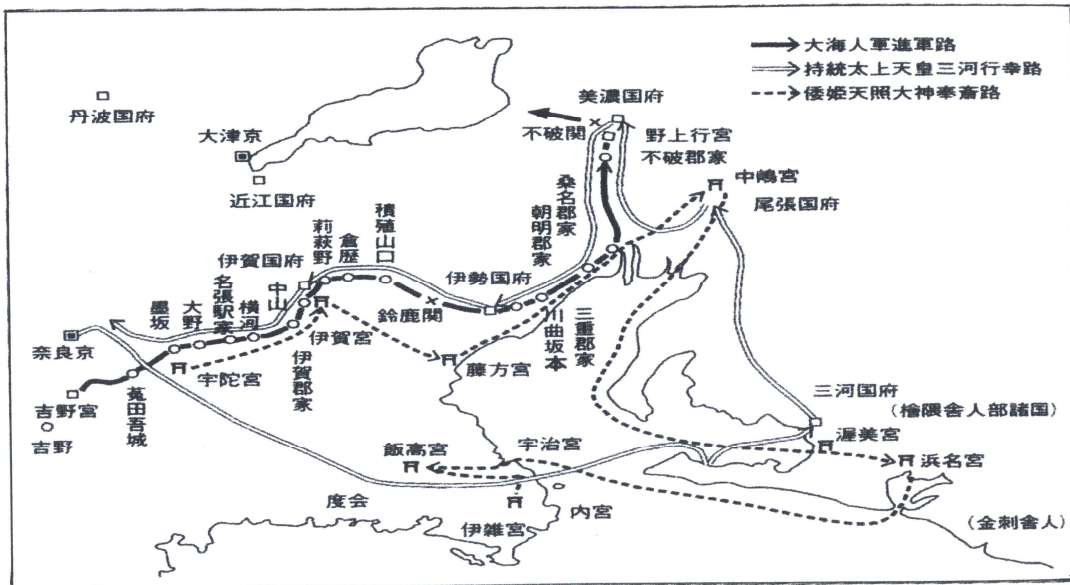 大海人軍進軍路
持統太上天皇三河行幸路
倭姫天照大神奉斎路
丹波国府
大津京
近江国府
美濃国府
不破関
野上行宮
不破郡家
中嶋宮
尾張国府
桑名郡家
朝明郡家
積殖山口
倉歴
莿萩野
伊賀国府
中山
横河
名張駅家
大野
墨坂
伊勢国府
鈴鹿関
川曲坂本
三重郡家
奈良京
伊賀宮
伊賀郡家
藤方宮
宇陀宮
菟田吾城
吉野宮
吉野
三河国府
(檜隈舎人部諸国)
渥美宮
浜名宮
宇治宮
飯高宮
度会
内宮
伊雑宮
(金刺舎人)